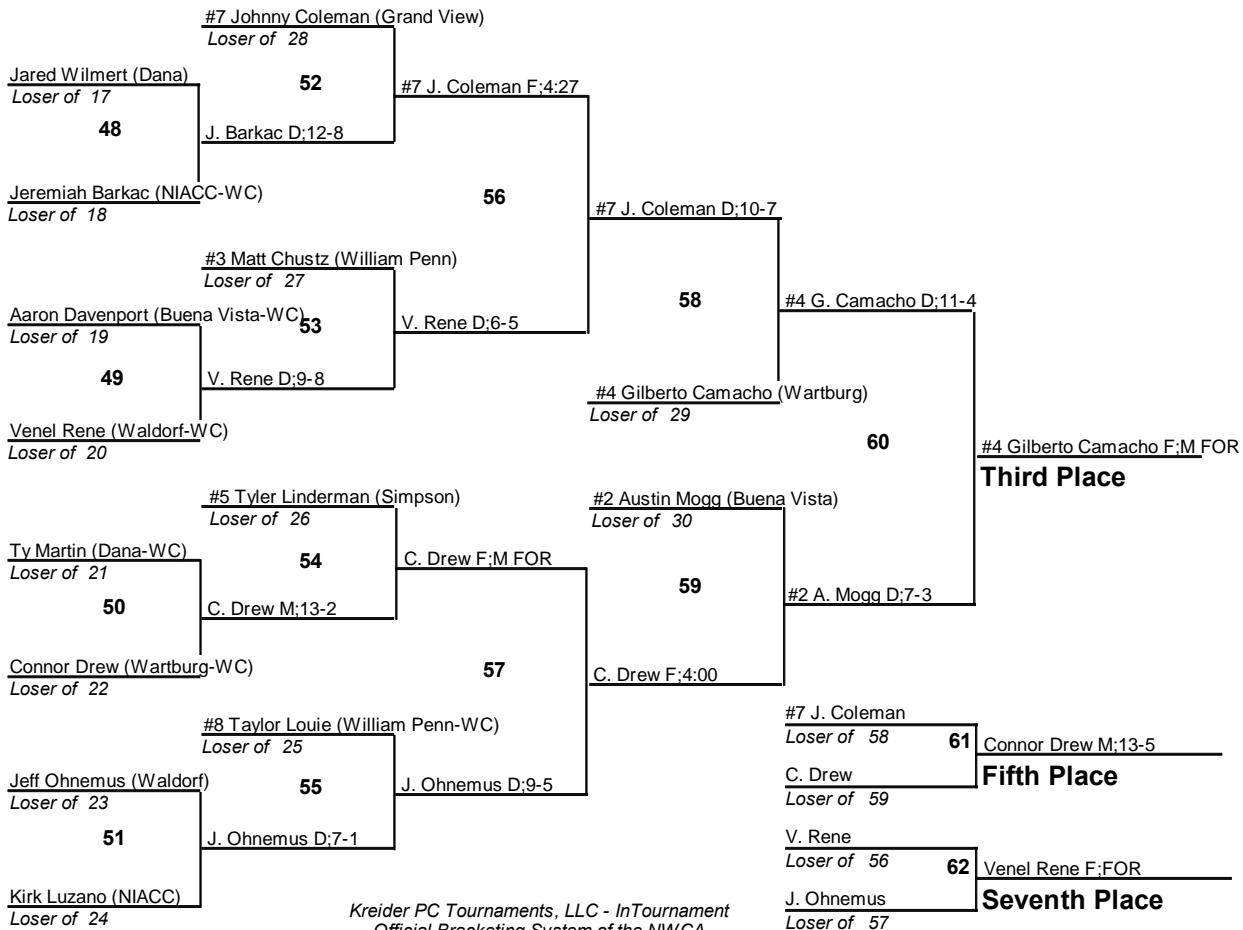 #7 Johnny Coleman (Grand View)
Loser of 28
Jared Wilmert (Dana)
Loser of 17
52
#7 J. Coleman F;4:27
48
J. Barkac D;12-8
Jeremiah Barkac (NIACC-WC)
Loser of 18
56
#7 J. Coleman D;10-7
#3 Matt Chustz (William Penn)
Loser of 27
Aaron Davenport (Buena Vista-WC)
Loser of 19
53
V. Rene D;6-5
58
#4 G. Camacho D;11-4
49
V. Rene D;9-8
#4 Gilberto Camacho (Wartburg)
Loser of 29
Venel Rene (Waldorf-WC)
Loser of 20
60
#4 Gilberto Camacho F;M FOR
Third Place
#5 Tyler Linderman (Simpson)
Loser of 26
#2 Austin Mogg (Buena Vista)
Loser of 30
Ty Martin (Dana-WC)
Loser of 21
54
C. Drew F;M FOR
59
#2 A. Mogg D;7-3
50
C. Drew M;13-2
Connor Drew (Wartburg-WC)
Loser of 22
57
C. Drew F;4:00
#8 Taylor Louie (William Penn-WC)
Loser of 25
#7 J. Coleman
Loser of 58
61
Connor Drew M;13-5
Fifth Place
C. Drew
Loser of 59
Jeff Ohnemus (Waldorf)
Loser of 23
55
J. Ohnemus D;9-5
51
J. Ohnemus D;7-1
V. Rene
Loser of 56
62
Venel Rene F;FOR
Seventh Place
J. Ohnemus
Loser of 57
Kirk Luzano (NIACC)
Loser of 24
Kreider PC Tournaments, LLC - InTournament
Official Bracketing System of the NWCA